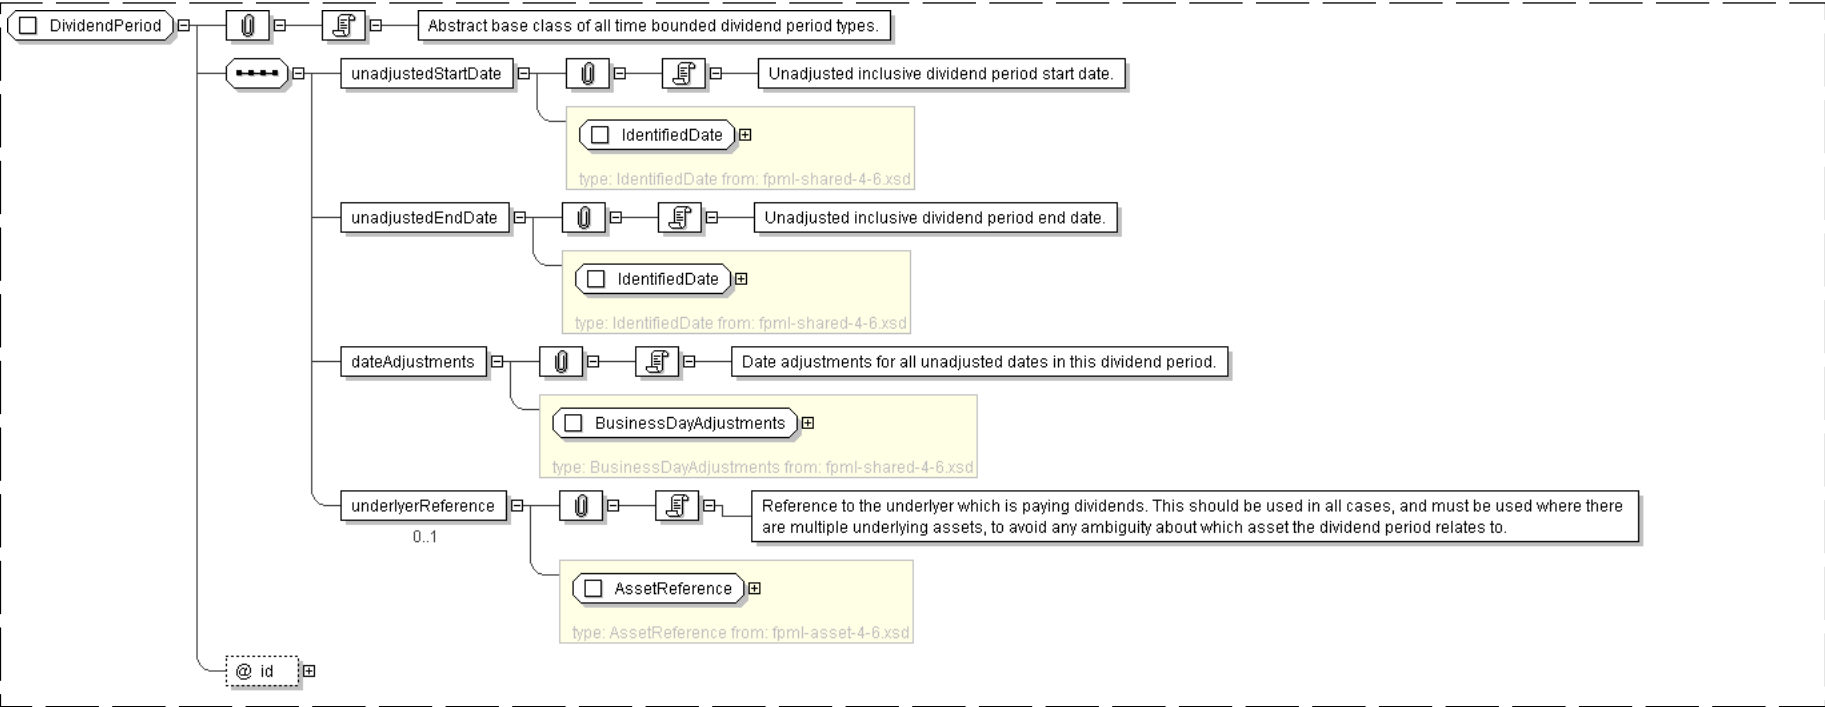 DividendPeriod
Abstract base class of all time bounded dividend period types.
unadjustedStartDate
Unadjusted inclusive dividend period start date.
IdentifiedDate
type: IdentifiedDate from: fpml-shared-4-6.xsd
unadjustedEndDate
Unadjusted inclusive dividend period end date.
IdentifiedDate
type: IdentifiedDate from: fpml-shared-4-6.xsd
dateAdjustments
Date adjustments for all unadjusted dates in this dividend period.
BusinessDayAdjustments
type: BusinessDayAdjustments from: fpml-shared-4-6.xsd
underlyerReference
0..1
Reference to the underlyer which is paying dividends. This should be used in all cases, and must be used where there
are multiple underlying assets, to avoid any ambiguity about which asset the dividend period relates to.
AssetReference
type: AssetReference from: fpml-asset-4-6.xsd
@ id